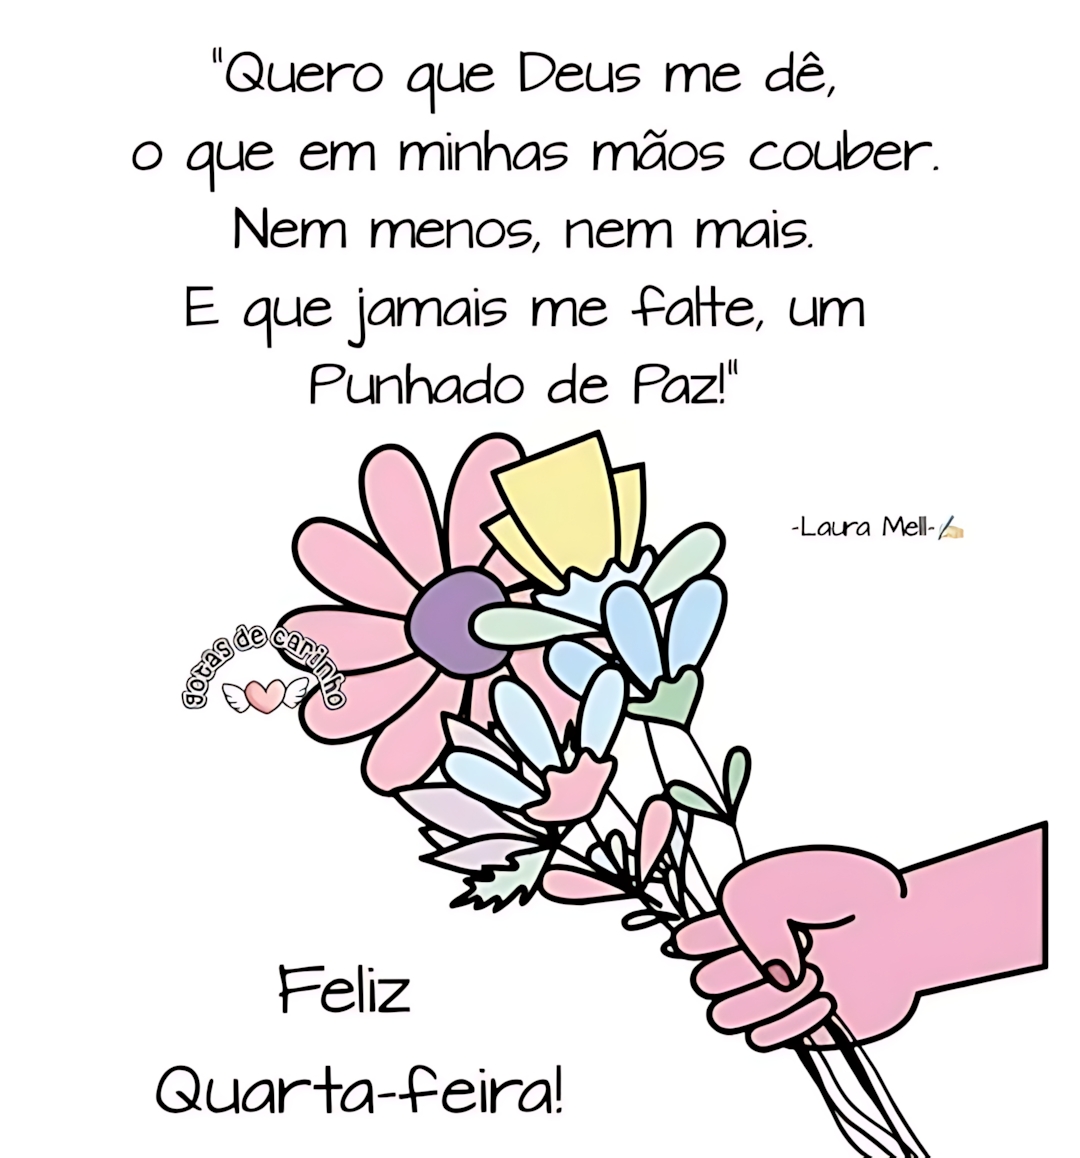 "Quero que Deus me dê,
o que em minhas mãos couber.
Nem menos, nem mais.
E que jamais me falte, um
Punhado de Paz!"
-Laura Mell-✍🏼
gotas de carinho
Feliz
Quarta-feira!